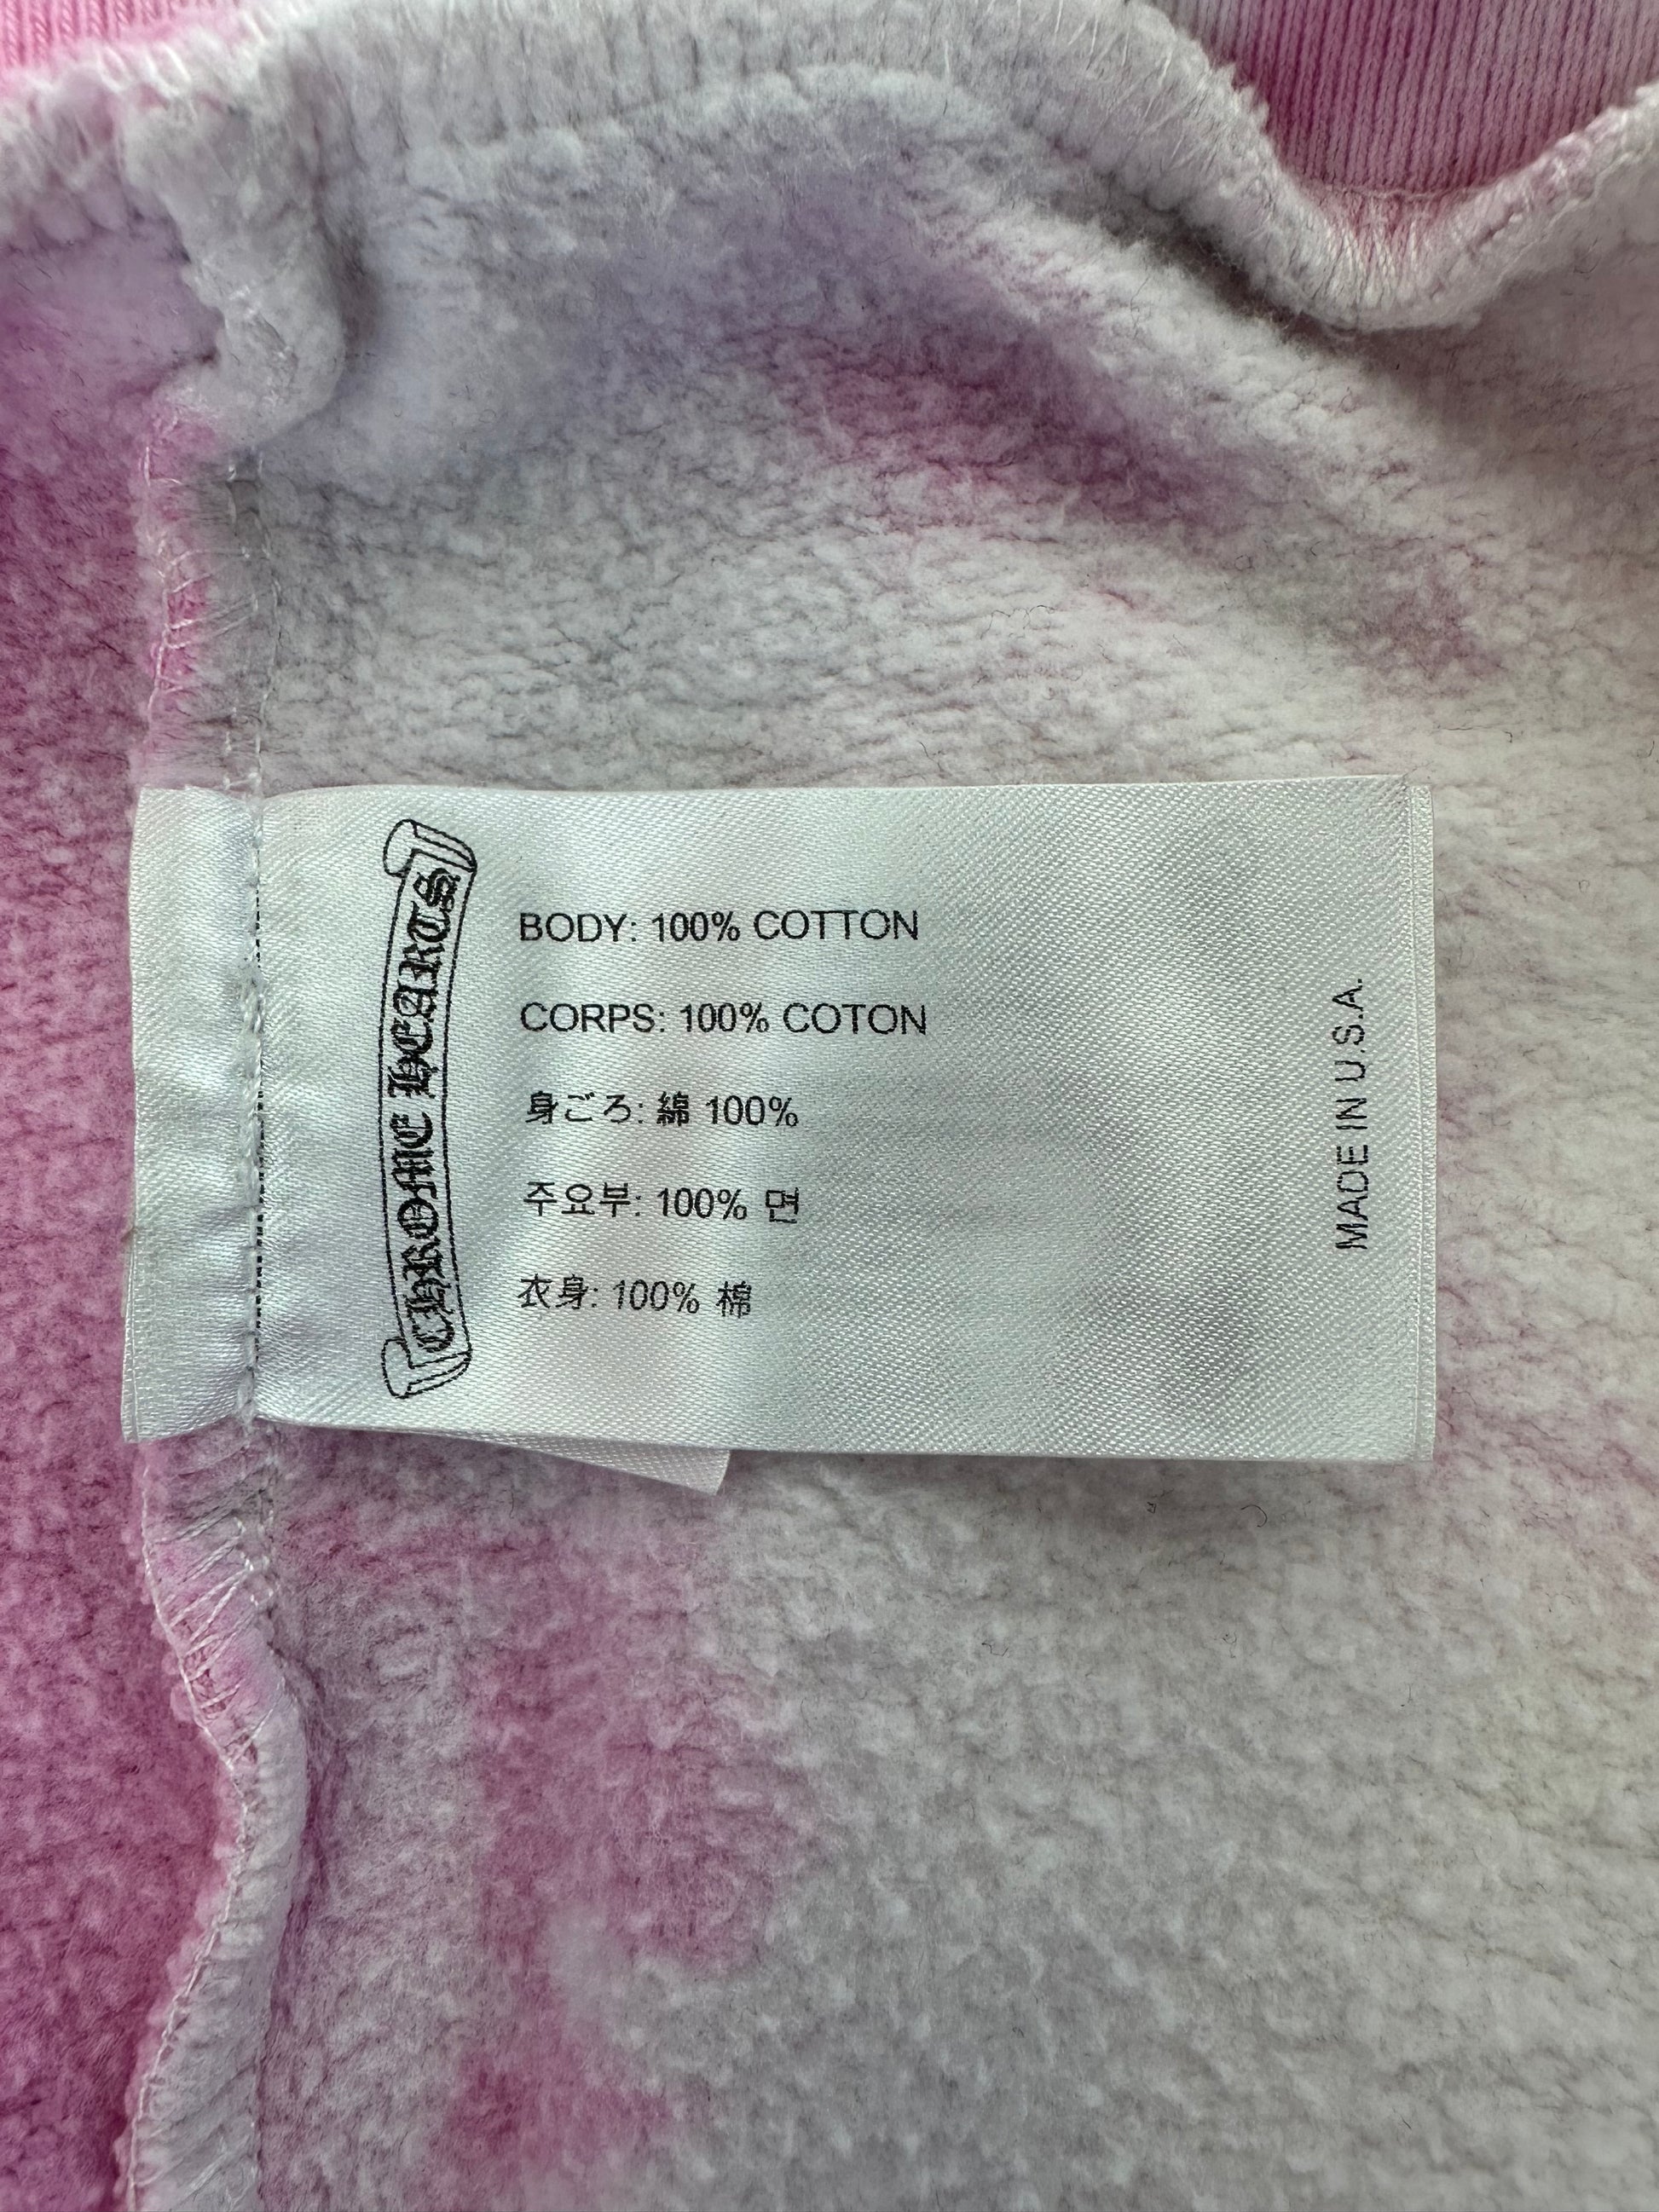 CHROME HEARTS
BODY: 100% COTTON
CORPS: 100% COTON
身ごろ: 綿 100%
주요부: 100% 면
衣身: 100% 棉
MADE IN U.S.A.